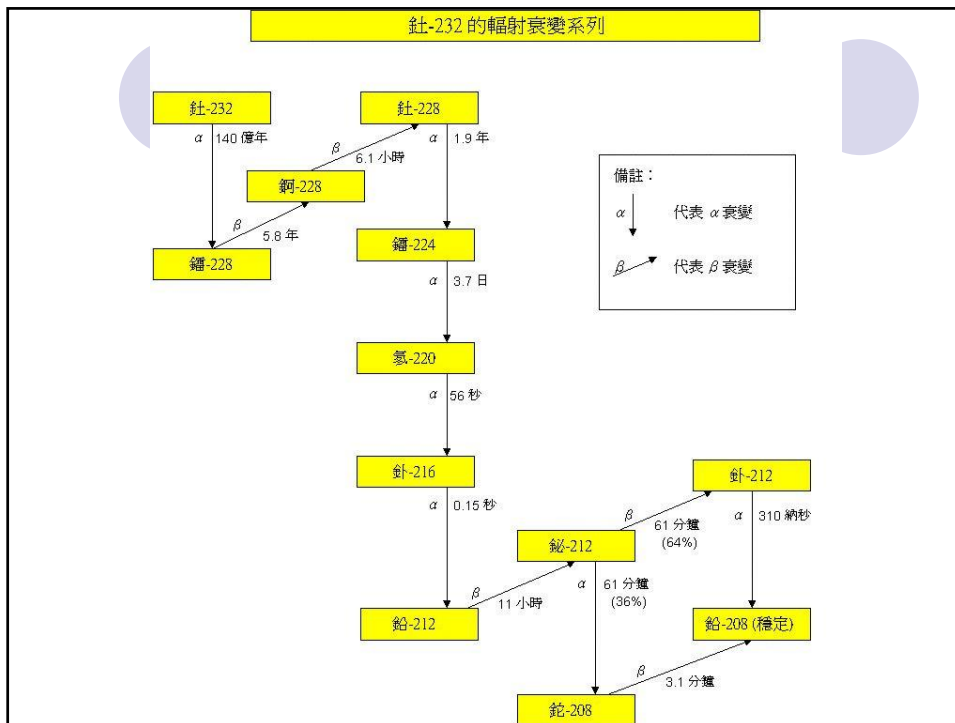 釷-232 的輻射衰變系列
釷-232
釷-228
α 140 億年
β
6.1 小時
α 1.9 年
錒-228
β
5.8 年
鐳-228
鐳-224
α 3.7 日
備註：
α 代表 α 衰變
β 代表 β 衰變
氡-220
α 56 秒
釙-216
釙-212
α 0.15 秒
β
61 分鐘
(64%)
α 310 納秒
鉍-212
β
11 小時
α 61 分鐘
(36%)
鉛-212
鉛-208 (穩定)
β
3.1 分鐘
鉈-208